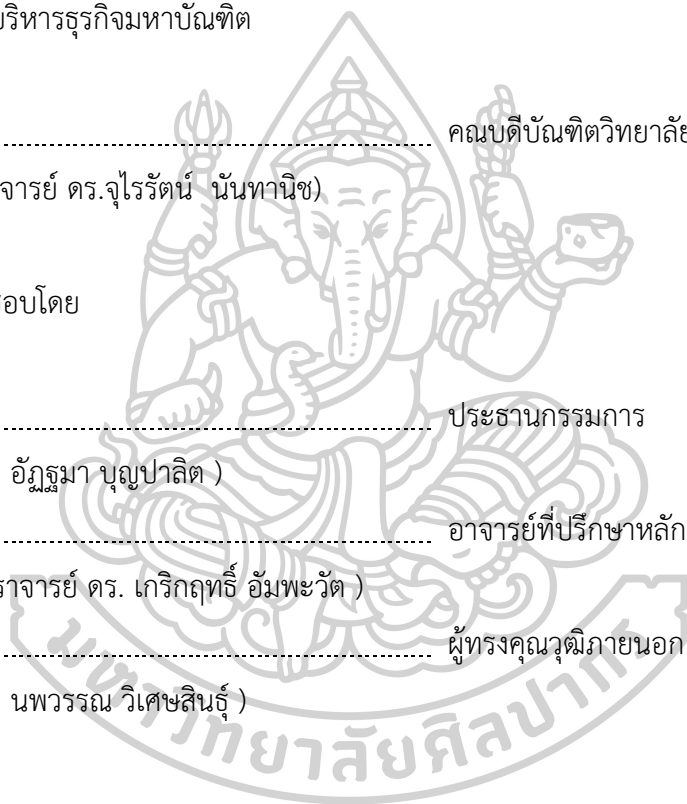 บริหารธุรกิจมหาบัณฑิต
คณบดีบัณฑิตวิทยาลัย
จารย์ ดร.จุไรรัตน์ นันทานิช)
อบโดย
ประธานกรรมการ
อัฏฐมา บุญปาลิต )
อาจารย์ที่ปรึกษาหลัก
ราจารย์ ดร. เกริกฤทธิ์ อัมพะวัต )
ผู้ทรงคุณวุฒิภายนอก
นพวรรณ วิเศษสินธุ์ )
มหาวิทยาลัยศิลปากร